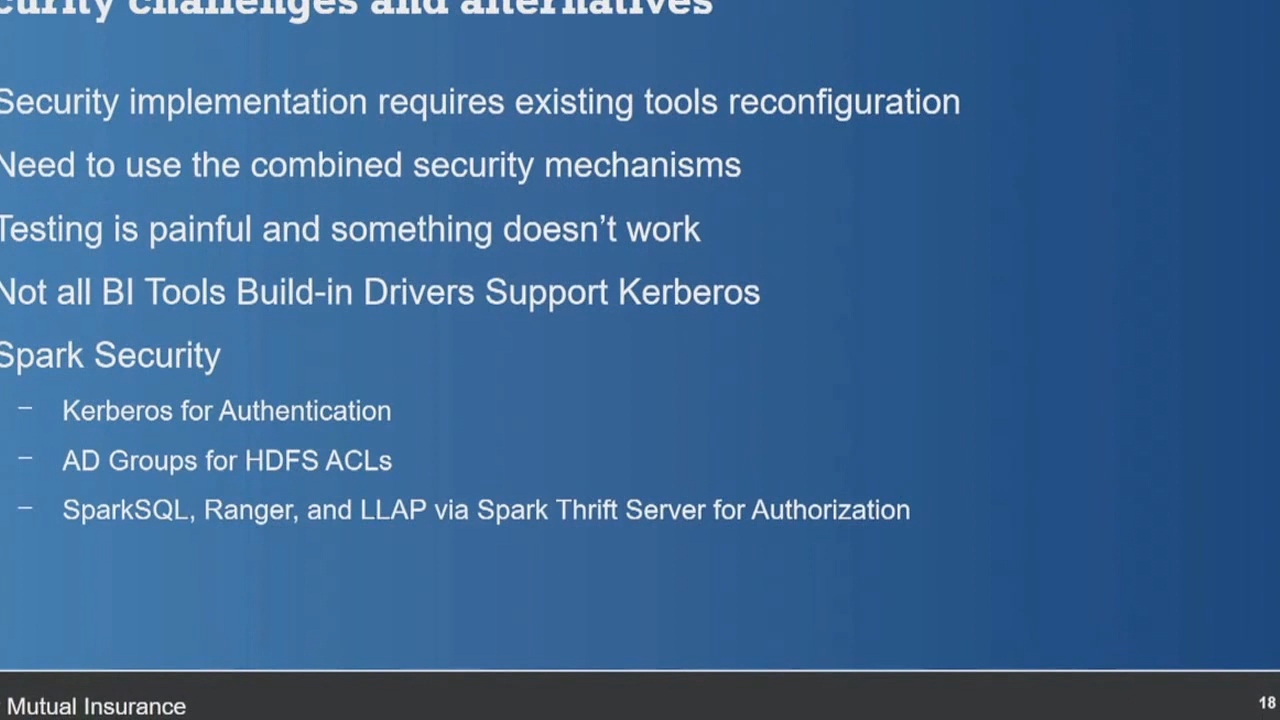 curity challenges and alternatives
Security implementation requires existing tools reconfiguration
Need to use the combined security mechanisms
Testing is painful and something doesn’t work
Not all BI Tools Build-in Drivers Support Kerberos
Spark Security
– Kerberos for Authentication
– AD Groups for HDFS ACLs
– SparkSQL, Ranger, and LLAP via Spark Thrift Server for Authorization
Mutual Insurance
18